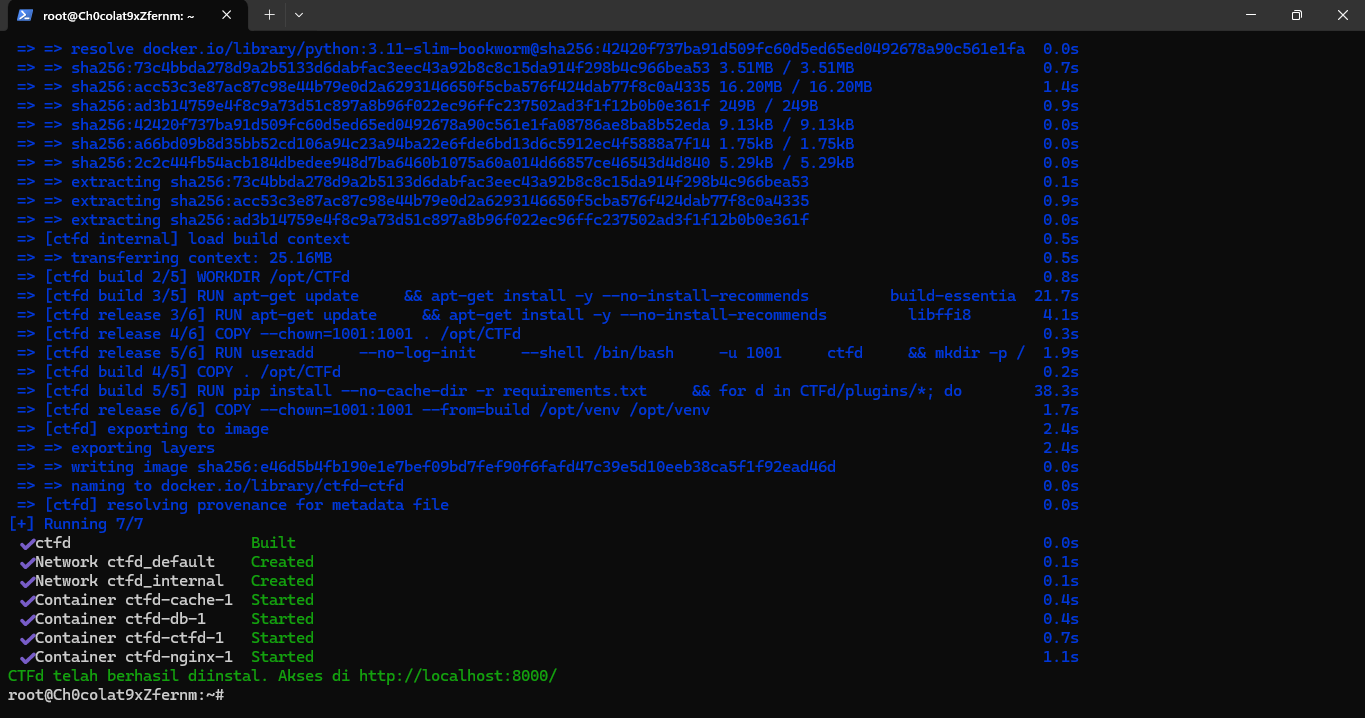 root@Ch0colat9xZfernm: ~
=> => resolve docker.io/library/python:3.11-slim-bookworm@sha256:42420f737ba91d509fc60d5ed65ed0492678a90c561e1fa 0.0s
=> => sha256:73c4bbda278d9a2b5133d6dabfac3eec43a92b8c8c15da914f298b4c966bea53 3.51MB / 3.51MB 0.7s
=> => sha256:acc53c3e87ac87c98e44b79e0d2a6293146650f5cba576f424dab77f8c0a4335 16.20MB / 16.20MB 1.4s
=> => sha256:ad3b14759e4f8c9a73d51c897a8b96f022ec96ffc237502ad3f1f12b0b0e361f 249B / 249B 0.9s
=> => sha256:42420f737ba91d509fc60d5ed65ed0492678a90c561e1fa08786ae8ba8b52eda 9.13kB / 9.13kB 0.0s
=> => sha256:a66bd09b8d35bb52cd106a94c23a94ba22e6fde6bd13d6c5912ec4f5888a7f14 1.75kB / 1.75kB 0.0s
=> => sha256:2c2c44fb54acb184dbedee948d7ba6460b1075a60a014d66857ce46543d4d840 5.29kB / 5.29kB 0.0s
=> => extracting sha256:73c4bbda278d9a2b5133d6dabfac3eec43a92b8c8c15da914f298b4c966bea53 0.1s
=> => extracting sha256:acc53c3e87ac87c98e44b79e0d2a6293146650f5cba576f424dab77f8c0a4335 0.9s
=> => extracting sha256:ad3b14759e4f8c9a73d51c897a8b96f022ec96ffc237502ad3f1f12b0b0e361f 0.0s
=> [ctfd internal] load build context 0.5s
=> => transferring context: 25.16MB 0.5s
=> [ctfd build 2/5] WORKDIR /opt/CTFd 0.8s
=> [ctfd build 3/5] RUN apt-get update && apt-get install -y --no-install-recommends build-essentia 21.7s
=> [ctfd release 3/6] RUN apt-get update && apt-get install -y --no-install-recommends libffi8 4.1s
=> [ctfd release 4/6] COPY --chown=1001:1001 . /opt/CTFd 0.3s
=> [ctfd release 5/6] RUN useradd --no-log-init --shell /bin/bash -u 1001 ctfd && mkdir -p / 1.9s
=> [ctfd build 4/5] COPY . /opt/CTFd 0.2s
=> [ctfd build 5/5] RUN pip install --no-cache-dir -r requirements.txt && for d in CTFd/plugins/*; do 38.3s
=> [ctfd release 6/6] COPY --chown=1001:1001 --from=build /opt/venv /opt/venv 1.7s
=> [ctfd] exporting to image 2.4s
=> => exporting layers 2.4s
=> => writing image sha256:e46d5b4fb190e1e7bef09bd7fef90f6fafd47c39e5d10eeb38ca5f1f92ead46d 0.0s
=> => naming to docker.io/library/ctfd-ctfd 0.0s
=> [ctfd] resolving provenance for metadata file 0.0s
[+] Running 7/7
✔ctfd Built 0.0s
✔Network ctfd_default Created 0.1s
✔Network ctfd_internal Created 0.1s
✔Container ctfd-cache-1 Started 0.4s
✔Container ctfd-db-1 Started 0.4s
✔Container ctfd-ctfd-1 Started 0.7s
✔Container ctfd-nginx-1 Started 1.1s
CTFd telah berhasil diinstal. Akses di http://localhost:8000/
root@Ch0colat9xZfernm:~#